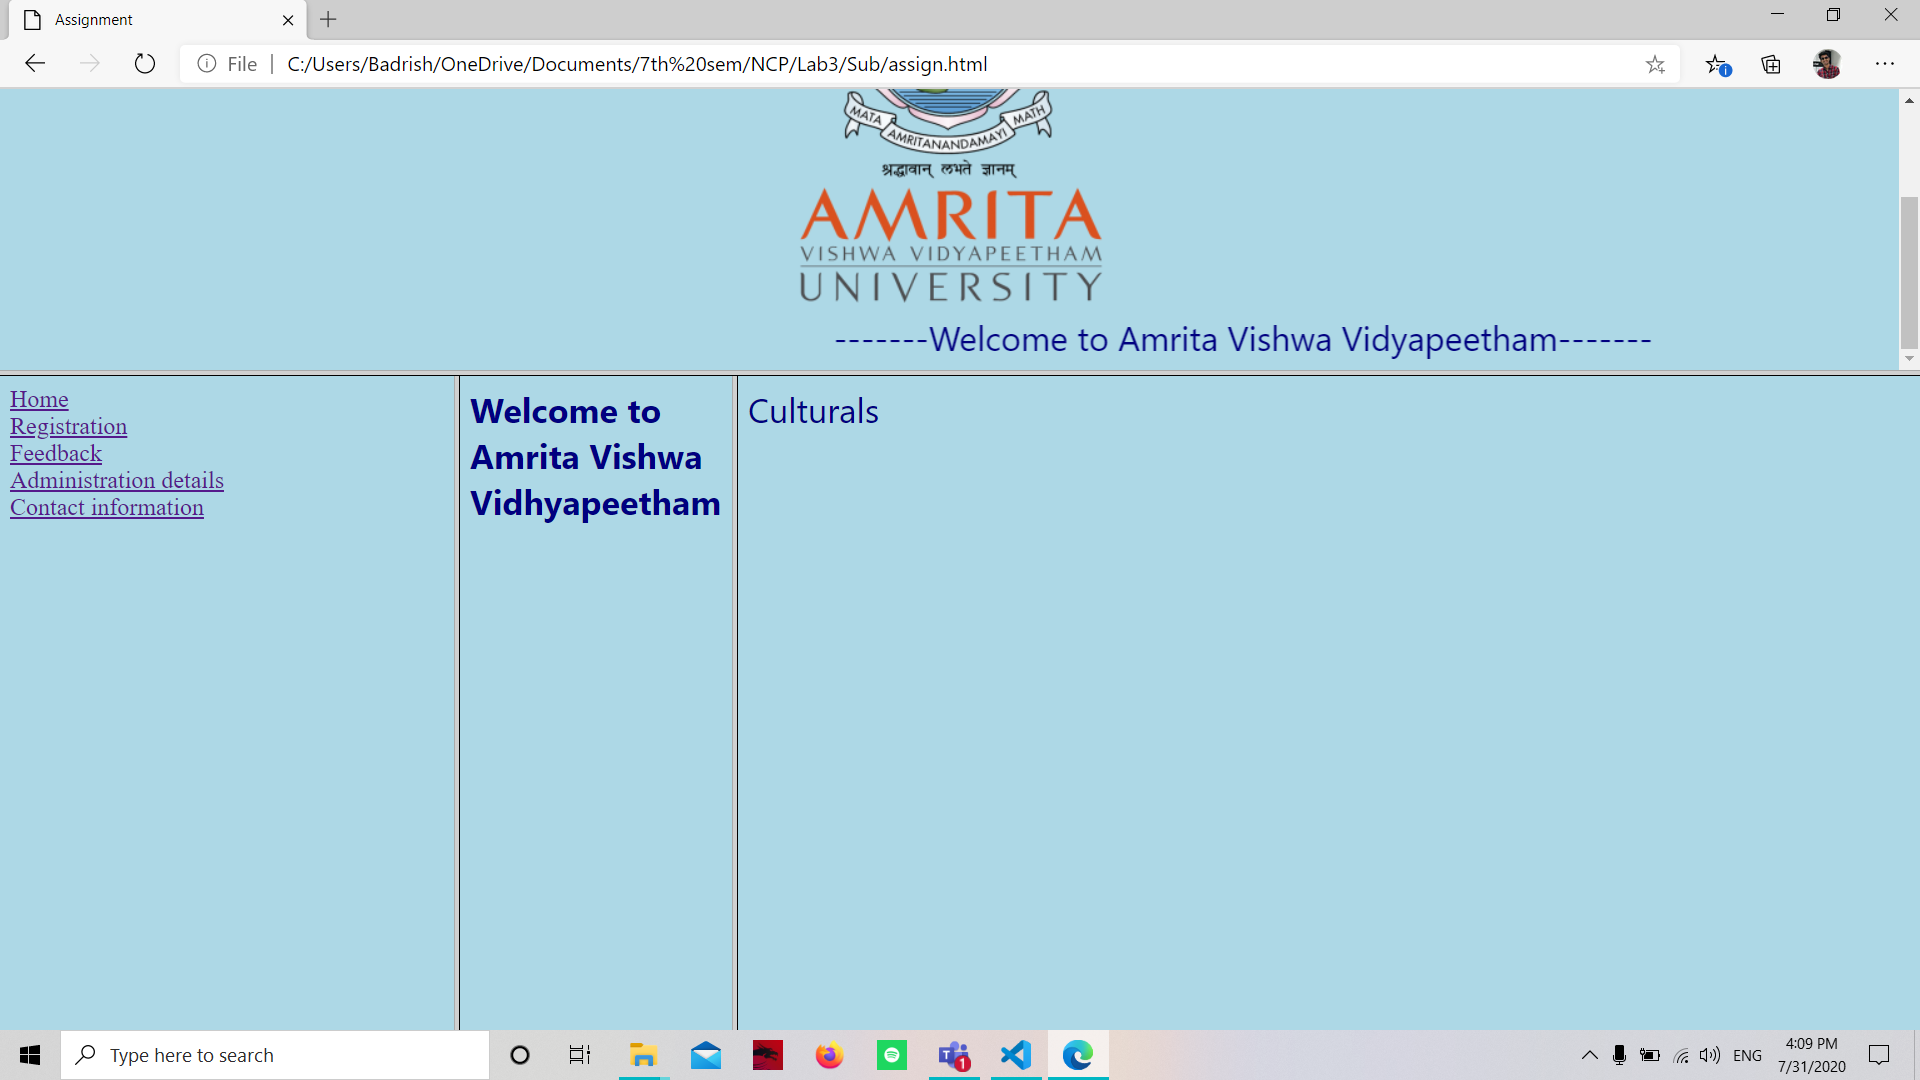 Assignment
File
C:/Users/Badrish/OneDrive/Documents/7th%20sem/NCP/Lab3/Sub/assign.html
MATA AMRITANANDAMAYI MATH
श्रद्धावान् लभते ज्ञानम्
AMRITA
VISHWA VIDYAPEETHAM
UNIVERSITY
-------Welcome to Amrita Vishwa Vidyapeetham-------
Home
Registration
Feedback
Administration details
Contact information
Welcome to
Amrita Vishwa
Vidhyapeetham
Culturals
Type here to search
1
ENG
4:09 PM
7/31/2020